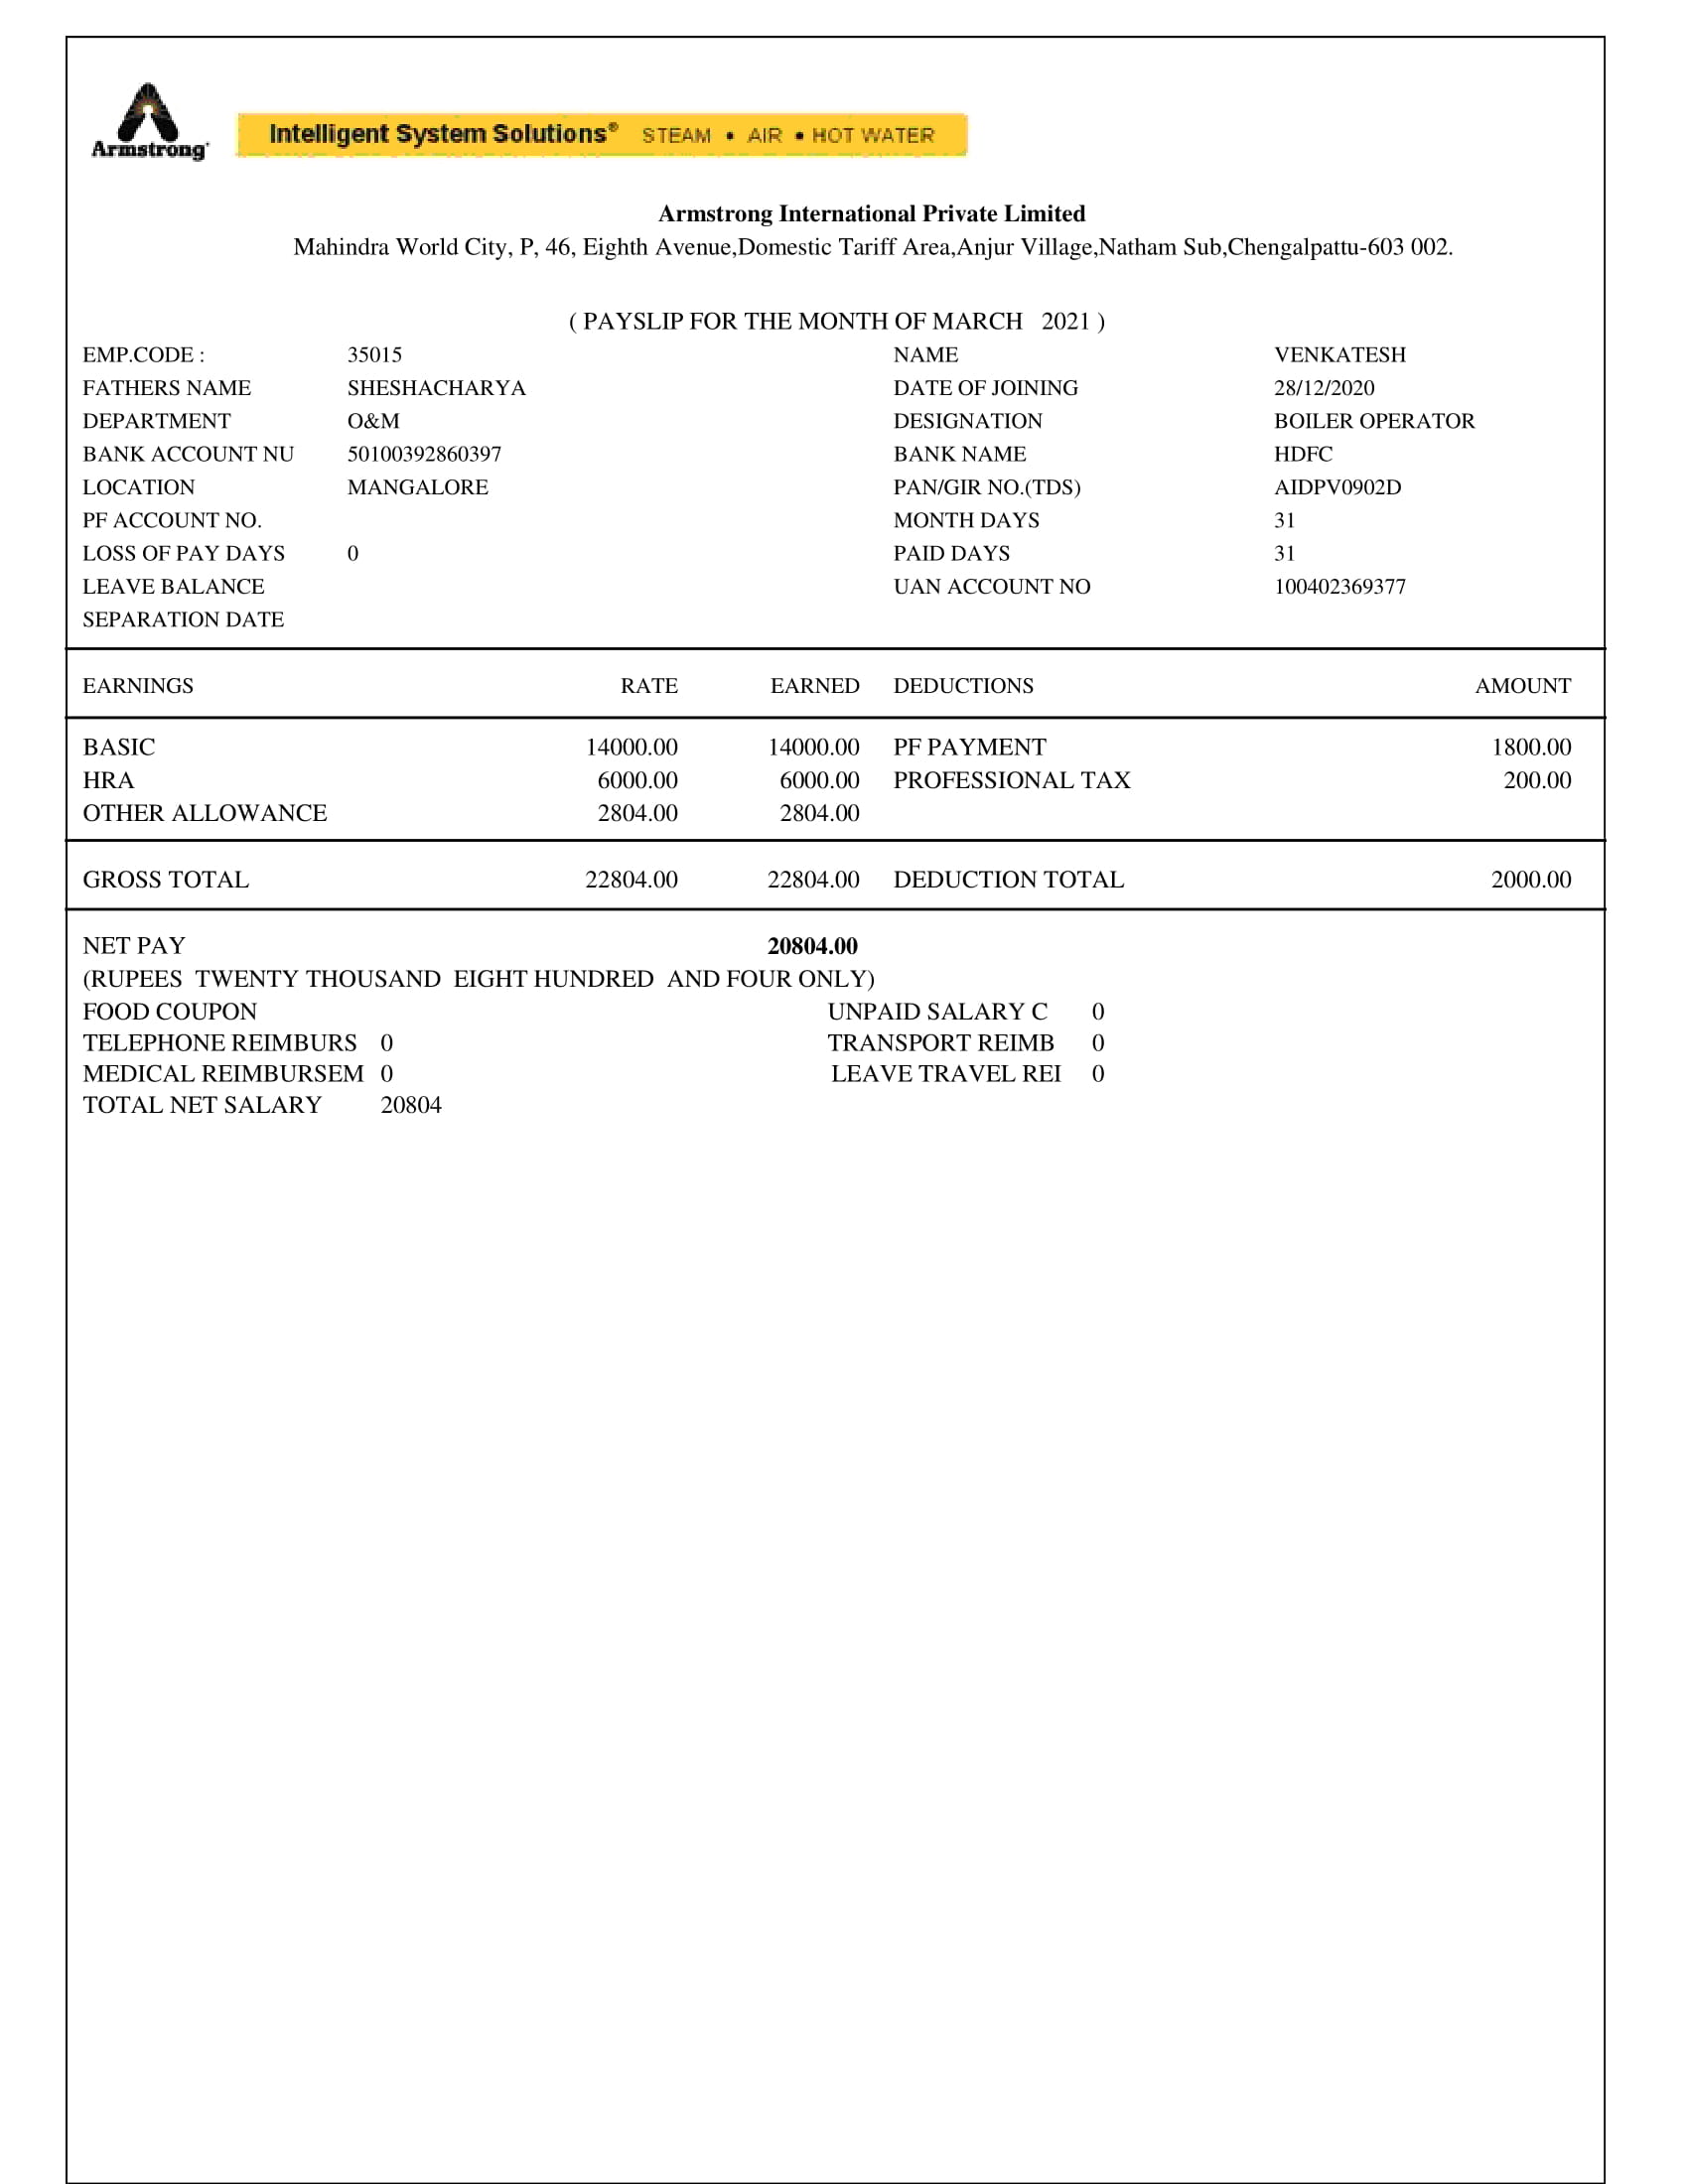 Armstrong®
Intelligent System Solutions® STEAM • AIR • HOT WATER
Armstrong International Private Limited
Mahindra World City, P, 46, Eighth Avenue,Domestic Tariff Area,Anjur Village,Natham Sub,Chengalpattu-603 002.
( PAYSLIP FOR THE MONTH OF MARCH 2021 )
EMP.CODE : 35015 NAME VENKATESH
FATHERS NAME SHESHACHARYA DATE OF JOINING 28/12/2020
DEPARTMENT O&M DESIGNATION BOILER OPERATOR
BANK ACCOUNT NU 50100392860397 BANK NAME HDFC
LOCATION MANGALORE PAN/GIR NO.(TDS) AIDPV0902D
PF ACCOUNT NO. MONTH DAYS 31
LOSS OF PAY DAYS 0 PAID DAYS 31
LEAVE BALANCE UAN ACCOUNT NO 100402369377
SEPARATION DATE
EARNINGS RATE EARNED DEDUCTIONS AMOUNT
BASIC 14000.00 14000.00 PF PAYMENT 1800.00
HRA 6000.00 6000.00 PROFESSIONAL TAX 200.00
OTHER ALLOWANCE 2804.00 2804.00
GROSS TOTAL 22804.00 22804.00 DEDUCTION TOTAL 2000.00
NET PAY 20804.00
(RUPEES TWENTY THOUSAND EIGHT HUNDRED AND FOUR ONLY)
FOOD COUPON UNPAID SALARY C 0
TELEPHONE REIMBURS 0 TRANSPORT REIMB 0
MEDICAL REIMBURSEM 0 LEAVE TRAVEL REI 0
TOTAL NET SALARY 20804